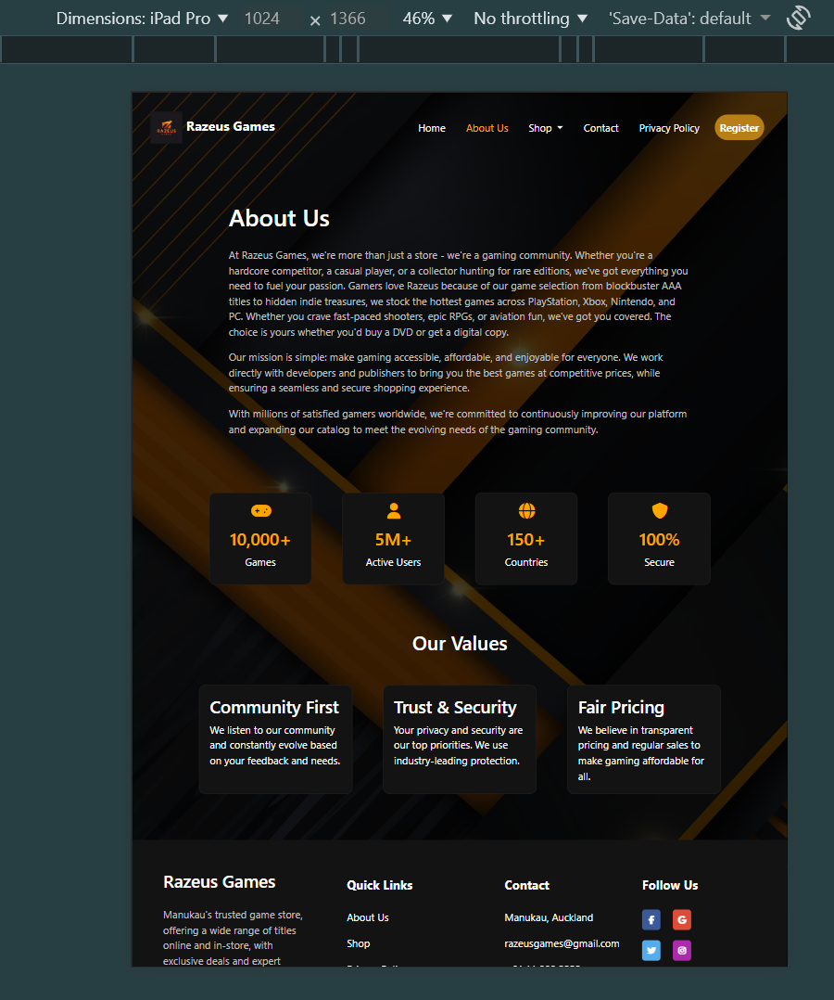 Dimensions: iPad Pro 1024 × 1366 46% No throttling 'Save-Data': default
RAZEUS
Razeus Games Home About Us Shop Contact Privacy Policy Register
About Us
At Razeus Games, we're more than just a store - we're a gaming community. Whether you're a
hardcore competitor, a casual player, or a collector hunting for rare editions, we've got everything you
need to fuel your passion. Gamers love Razeus because of our game selection from blockbuster AAA
titles to hidden indie treasures, we stock the hottest games across PlayStation, Xbox, Nintendo, and
PC. Whether you crave fast-paced shooters, epic RPGs, or aviation fun, we've got you covered. The
choice is yours whether you'd buy a DVD or get a digital copy.
Our mission is simple: make gaming accessible, affordable, and enjoyable for everyone. We work
directly with developers and publishers to bring you the best games at competitive prices, while
ensuring a seamless and secure shopping experience.
With millions of satisfied gamers worldwide, we're committed to continuously improving our platform
and expanding our catalog to meet the evolving needs of the gaming community.
10,000+
Games
5M+
Active Users
150+
Countries
100%
Secure
Our Values
Community First
We listen to our community
and constantly evolve based
on your feedback and needs.
Trust & Security
Your privacy and security are
our top priorities. We use
industry-leading protection.
Fair Pricing
We believe in transparent
pricing and regular sales to
make gaming affordable for
all.
Razeus Games
Manukau's trusted game store,
offering a wide range of titles
online and in-store, with
exclusive deals and expert
Quick Links
About Us
Shop
Contact
Manukau, Auckland
razeusgames@gmail.com
Follow Us